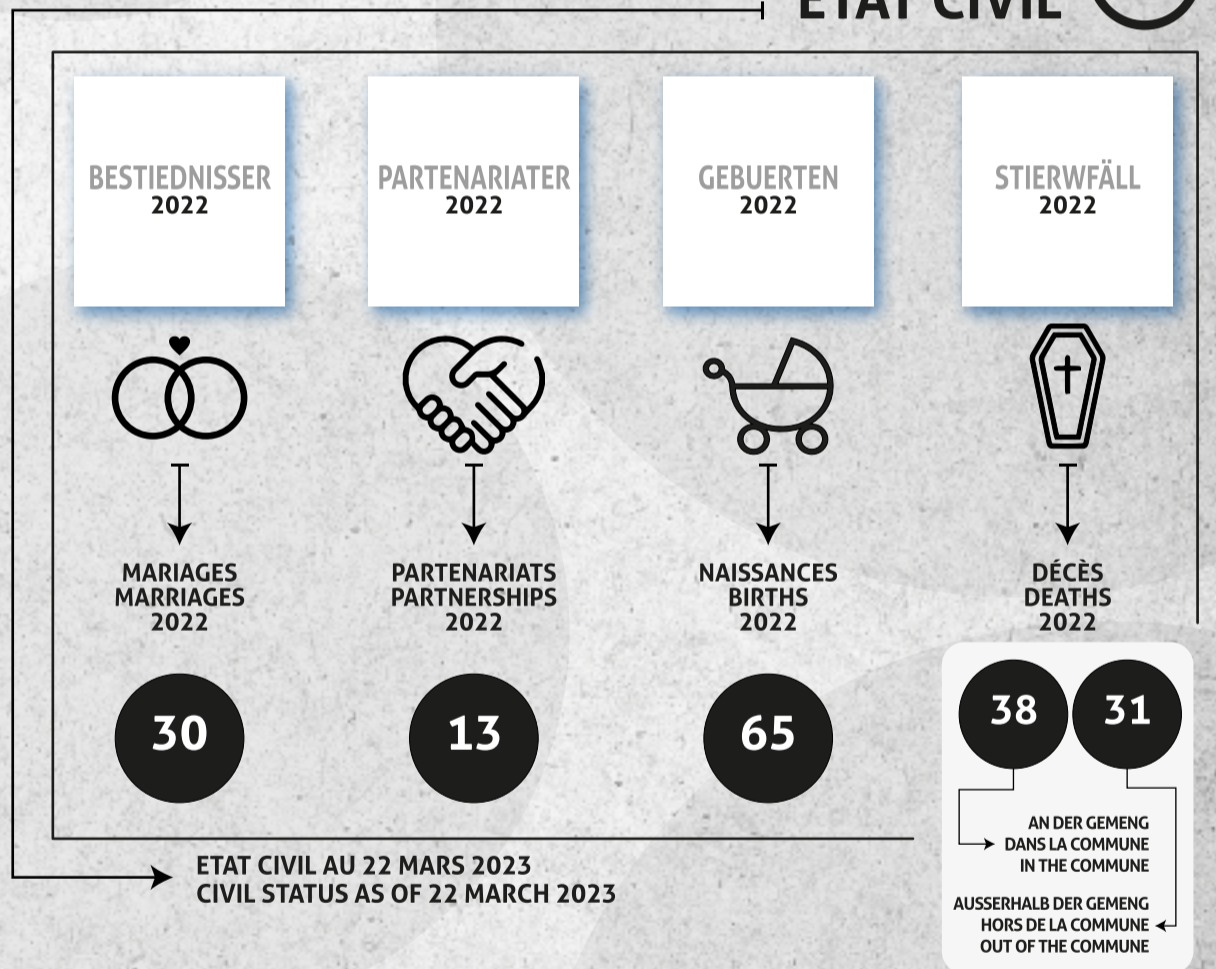 ETAT CIVIL
BESTIEDNISSER
2022
PARTENARIATER
2022
GEBUERTEN
2022
STIERWFÄLL
2022
MARIAGES
MARRIAGES
2022
PARTENARIATS
PARTNERSHIPS
2022
NAISSANCES
BIRTHS
2022
DÉCÈS
DEATHS
2022
30
13
65
38
31
AN DER GEMENG
DANS LA COMMUNE
IN THE COMMUNE
AUSSERHALB DER GEMENG
HORS DE LA COMMUNE
OUT OF THE COMMUNE
ETAT CIVIL AU 22 MARS 2023
CIVIL STATUS AS OF 22 MARCH 2023